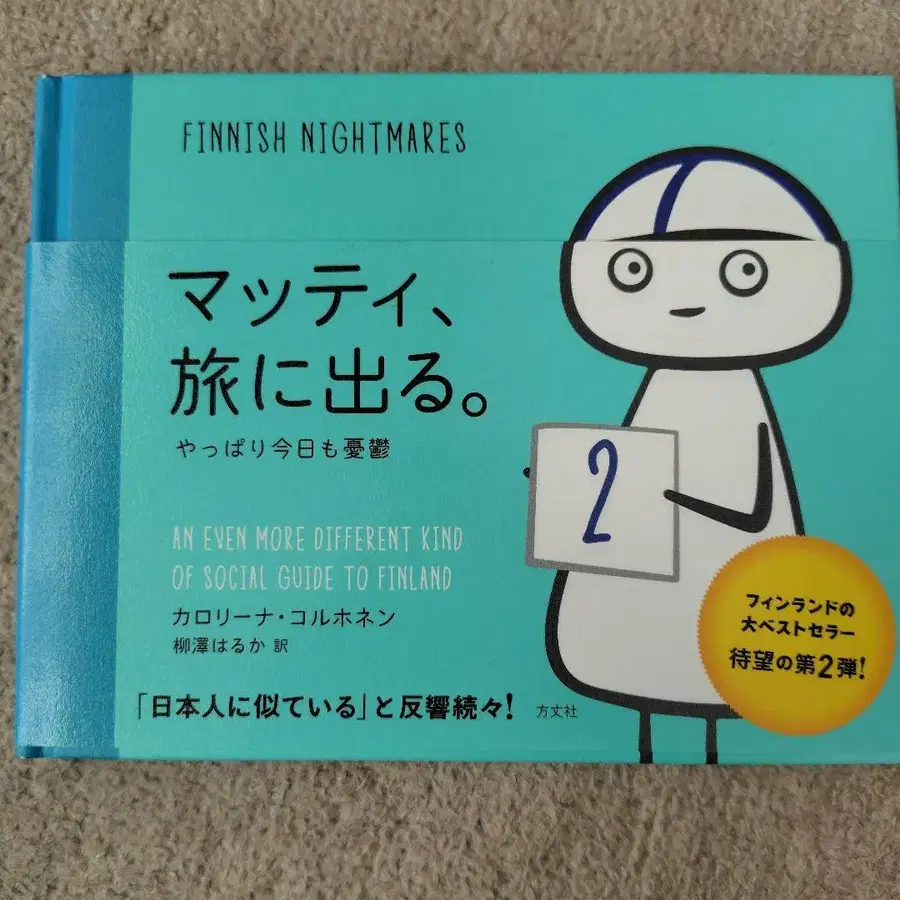 FINNISH NIGHTMARES
マッティ、
旅に出る。
やっぱり今日も憂鬱
AN EVEN MORE DIFFERENT KIND
OF SOCIAL GUIDE TO FINLAND
カロリーナ・コルホネン
柳澤はるか 訳
「日本人に似ている」と反響続々!
方丈社
2
フィンランドの
大ベストセラー
待望の第2弾!